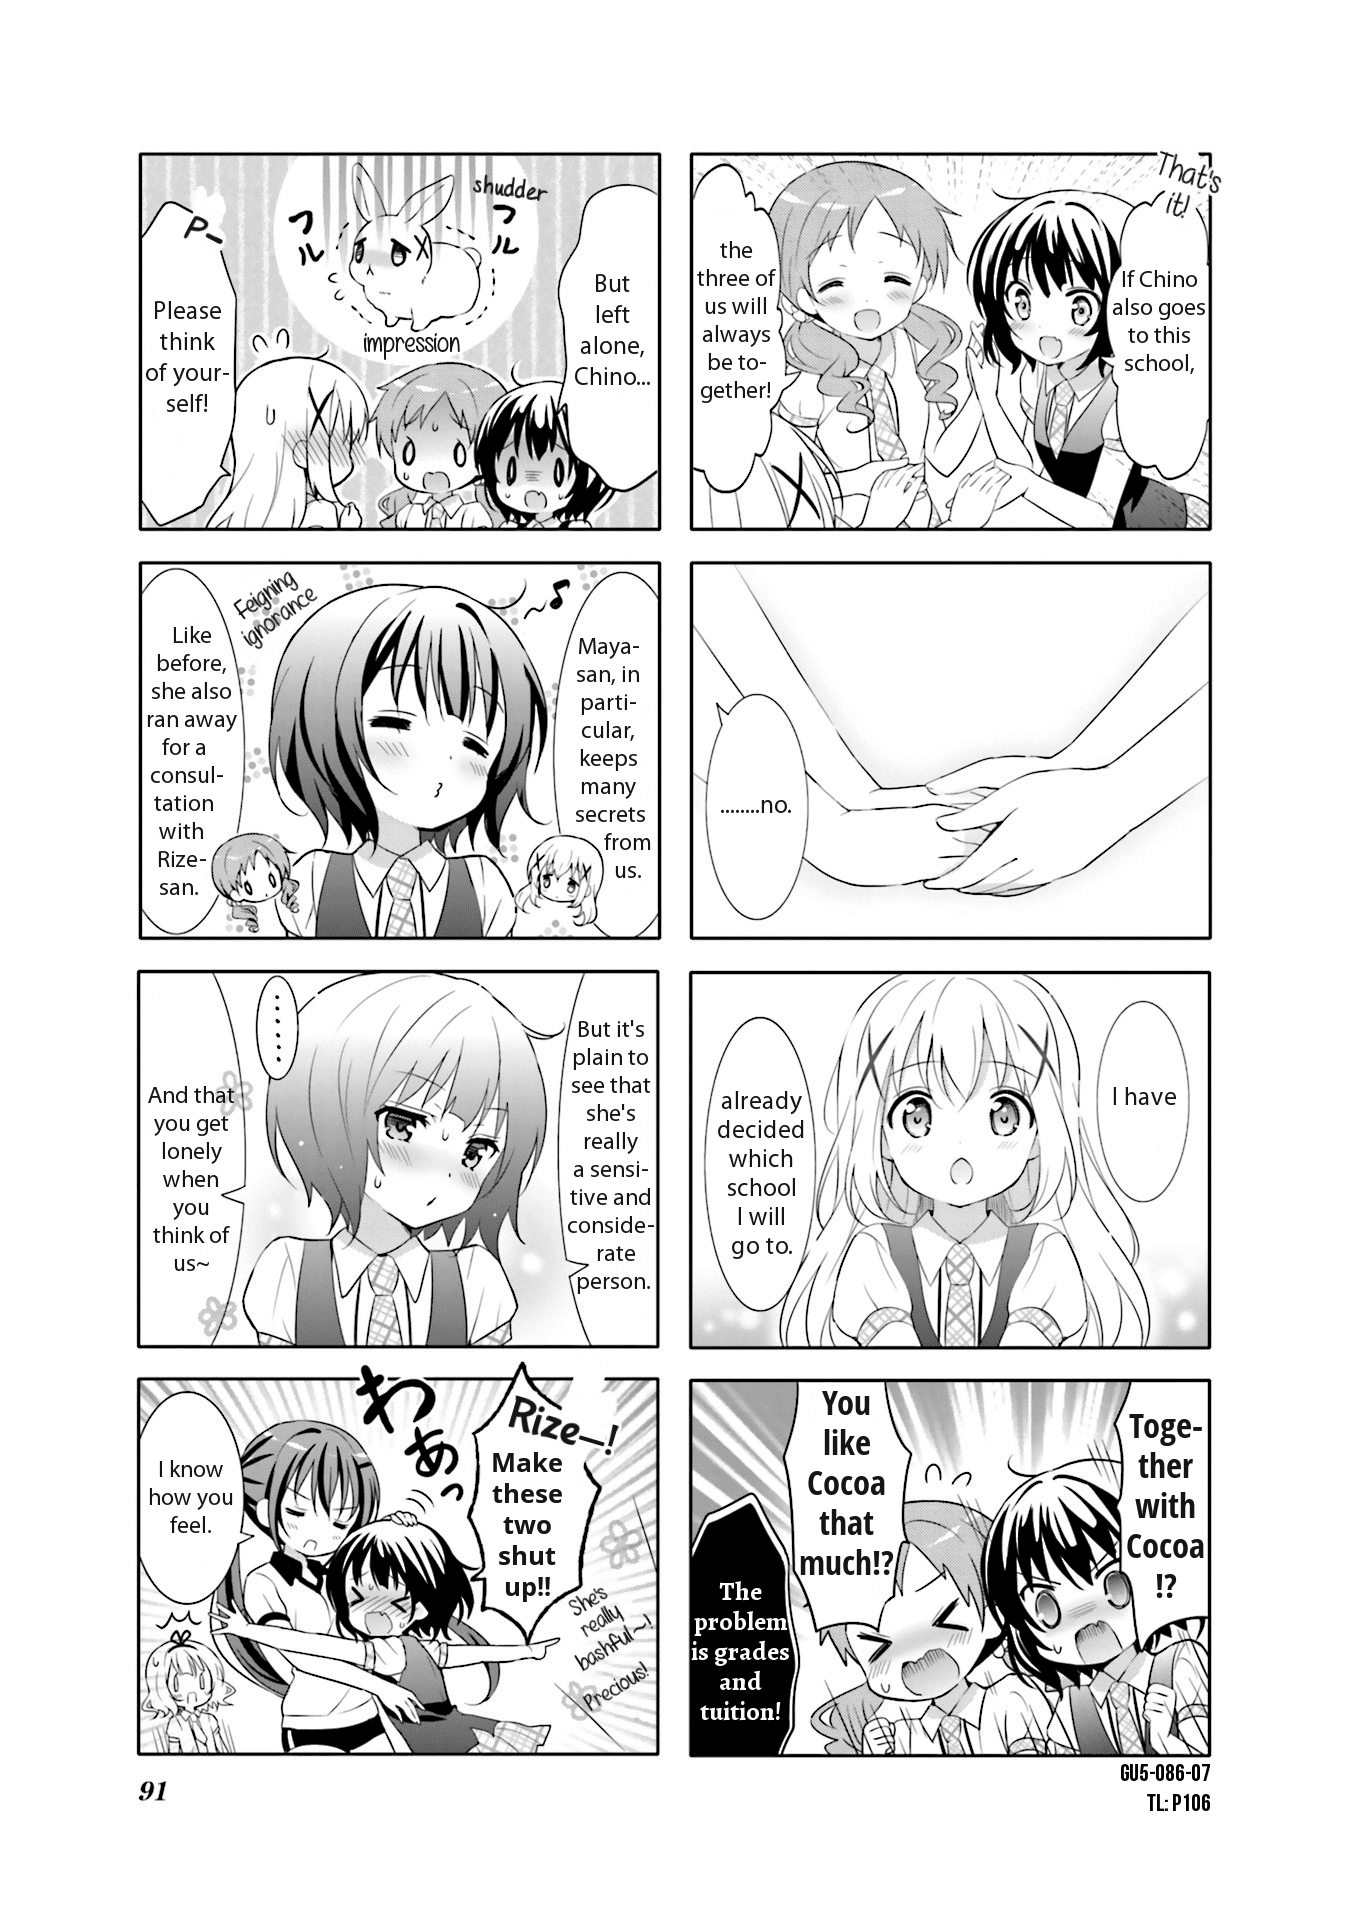 That's
it!
If Chino
also goes
to this
school,
the
three of
us will
always
be to-
gether!
........no.
I have
already
decided
which
school
I will
go to.
Toge-
ther
with
Cocoa
!?
You
like
Cocoa
that
much!?
The
problem
is grades
and
tuition!
But
left
alone,
Chino...
shudder
フル
フル
impression
P—
Please
think
of your-
self!
Maya-
san, in
parti-
cular,
keeps
many
secrets
from
us.
Feigning
ignorance
Like
before,
she also
ran away
for a
consul-
tation
with
Rize-
san.
But it's
plain to
see that
she's
really
a sensi-
tive and
conside-
rate
person.
.......
And that
you get
lonely
when
you
think of
us~
Rize—!
Make
these
two
shut
up!!
わあっ
She's
really
bashful~!
Precious!
I know
how you
feel.
91
GU5-086-07
TL: P106